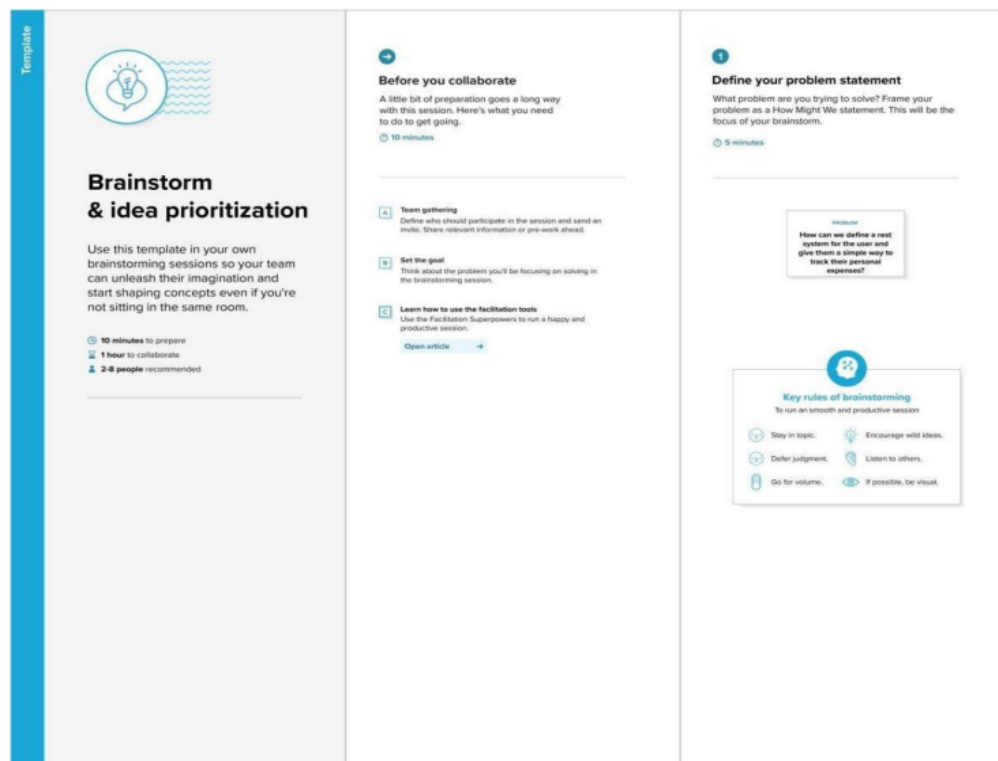 Template
Brainstorm
& idea prioritization
Use this template in your own
brainstorming sessions so your team
can unleash their imagination and
start shaping concepts even if you're
not sitting in the same room.
10 minutes to prepare
1 hour to collaborate
2-8 people recommended
Before you collaborate
A little bit of preparation goes a long way
with this session. Here's what you need
to do to get going.
10 minutes
A
Team gathering
Define who should participate in the session and send an
invite. Share relevant information or pre-work ahead.
B
Set the goal
Think about the problem you'll be focusing on solving in
the brainstorming session.
C
Learn how to use the facilitation tools
Use the Facilitation Superpowers to run a happy and
productive session.
Open article
1
Define your problem statement
What problem are you trying to solve? Frame your
problem as a How Might We statement. This will be the
focus of your brainstorm.
5 minutes
PROBLEM
How can we define a rest
system for the user and
give them a simple way to
track their personal
expenses?
Key rules of brainstorming
To run an smooth and productive session
Stay in topic.
Encourage wild ideas.
Defer judgment.
Listen to others.
Go for volume.
If possible, be visual.